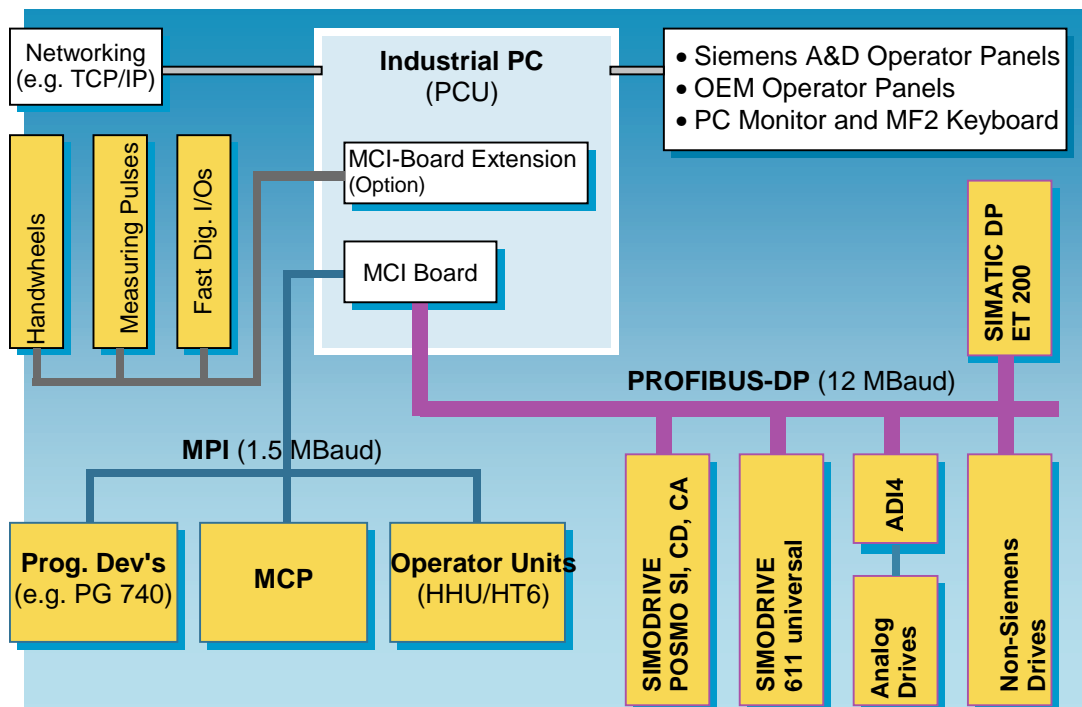 Networking
(e.g. TCP/IP)
Industrial PC
(PCU)
• Siemens A&D Operator Panels
• OEM Operator Panels
• PC Monitor and MF2 Keyboard
Handwheels
Measuring Pulses
Fast Dig. I/Os
MCI-Board Extension
(Option)
MCI Board
SIMATIC DP
ET 200
PROFIBUS-DP (12 MBaud)
MPI (1.5 MBaud)
Prog. Dev's
(e.g. PG 740)
MCP
Operator Units
(HHU/HT6)
SIMODRIVE
POSMO SI, CD, CA
SIMODRIVE
611 universal
ADI4
Analog
Drives
Non-Siemens
Drives